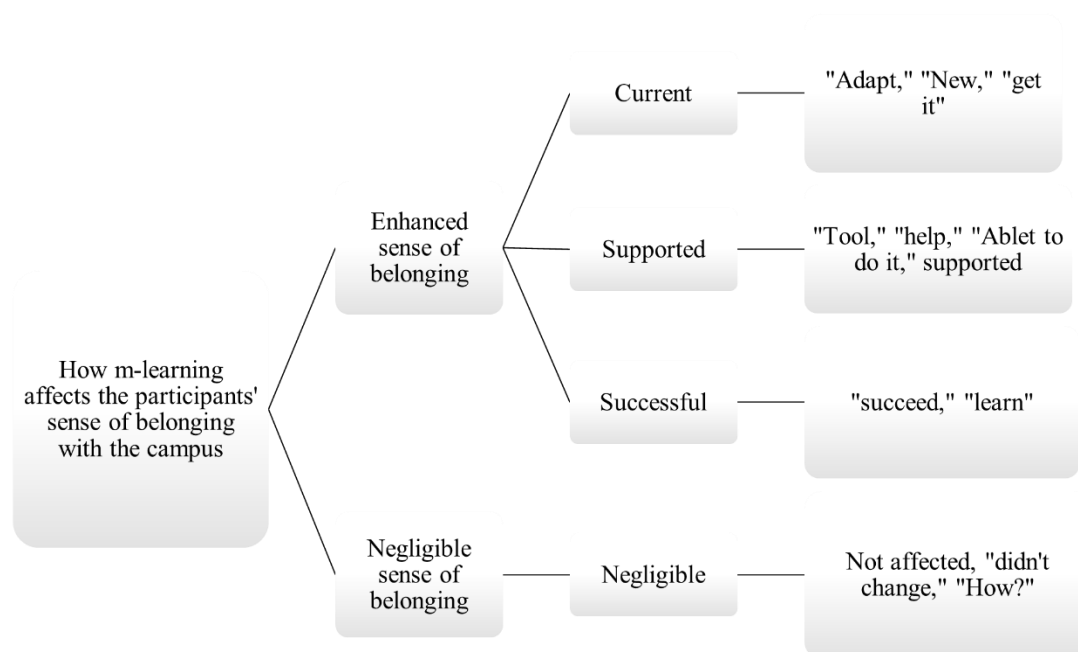 How m-learning
affects the participants'
sense of belonging
with the campus
Enhanced
sense of
belonging
Current
"Adapt," "New," "get
it"
Supported
"Tool," "help," "Ablet to
do it," supported
Successful
"succeed," "learn"
Negligible
sense of
belonging
Negligible
Not affected, "didn't
change," "How?"